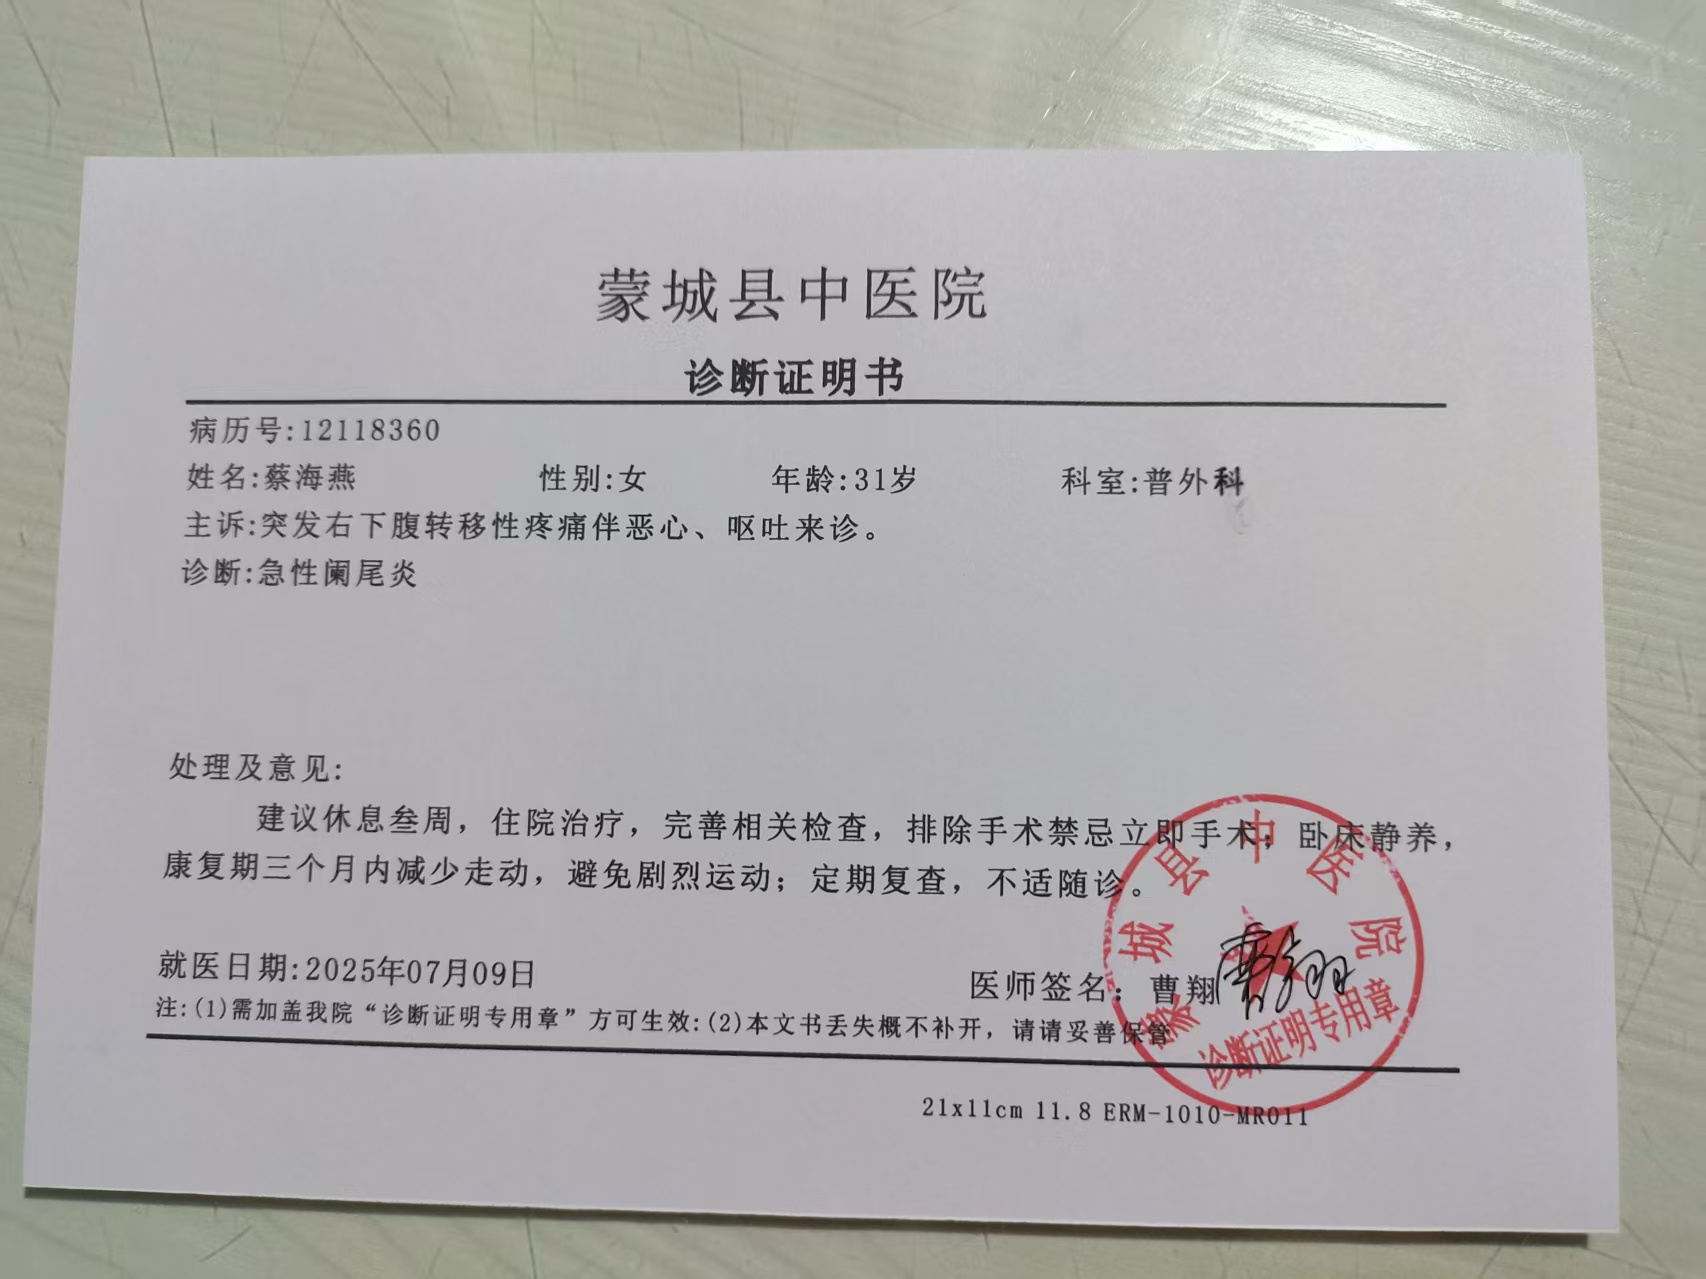 蒙城县中医院
诊断证明书
病历号:12118360
姓名:蔡海燕 性别:女 年龄:31岁 科室:普外科
主诉:突发右下腹转移性疼痛伴恶心、呕吐来诊。
诊断:急性阑尾炎
处理及意见:
建议休息叁周，住院治疗，完善相关检查，排除手术禁忌立即手术；卧床静养，
康复期三个月内减少走动，避免剧烈运动；定期复查，不适随诊。
就医日期:2025年07月09日
医师签名：曹翔 曹翔
注:(1)需加盖我院“诊断证明专用章”方可生效:(2)本文书丢失概不补开，请请妥善保管
蒙城县中医院
诊断证明专用章
21x11cm 11.8 ERM-1010-MR011